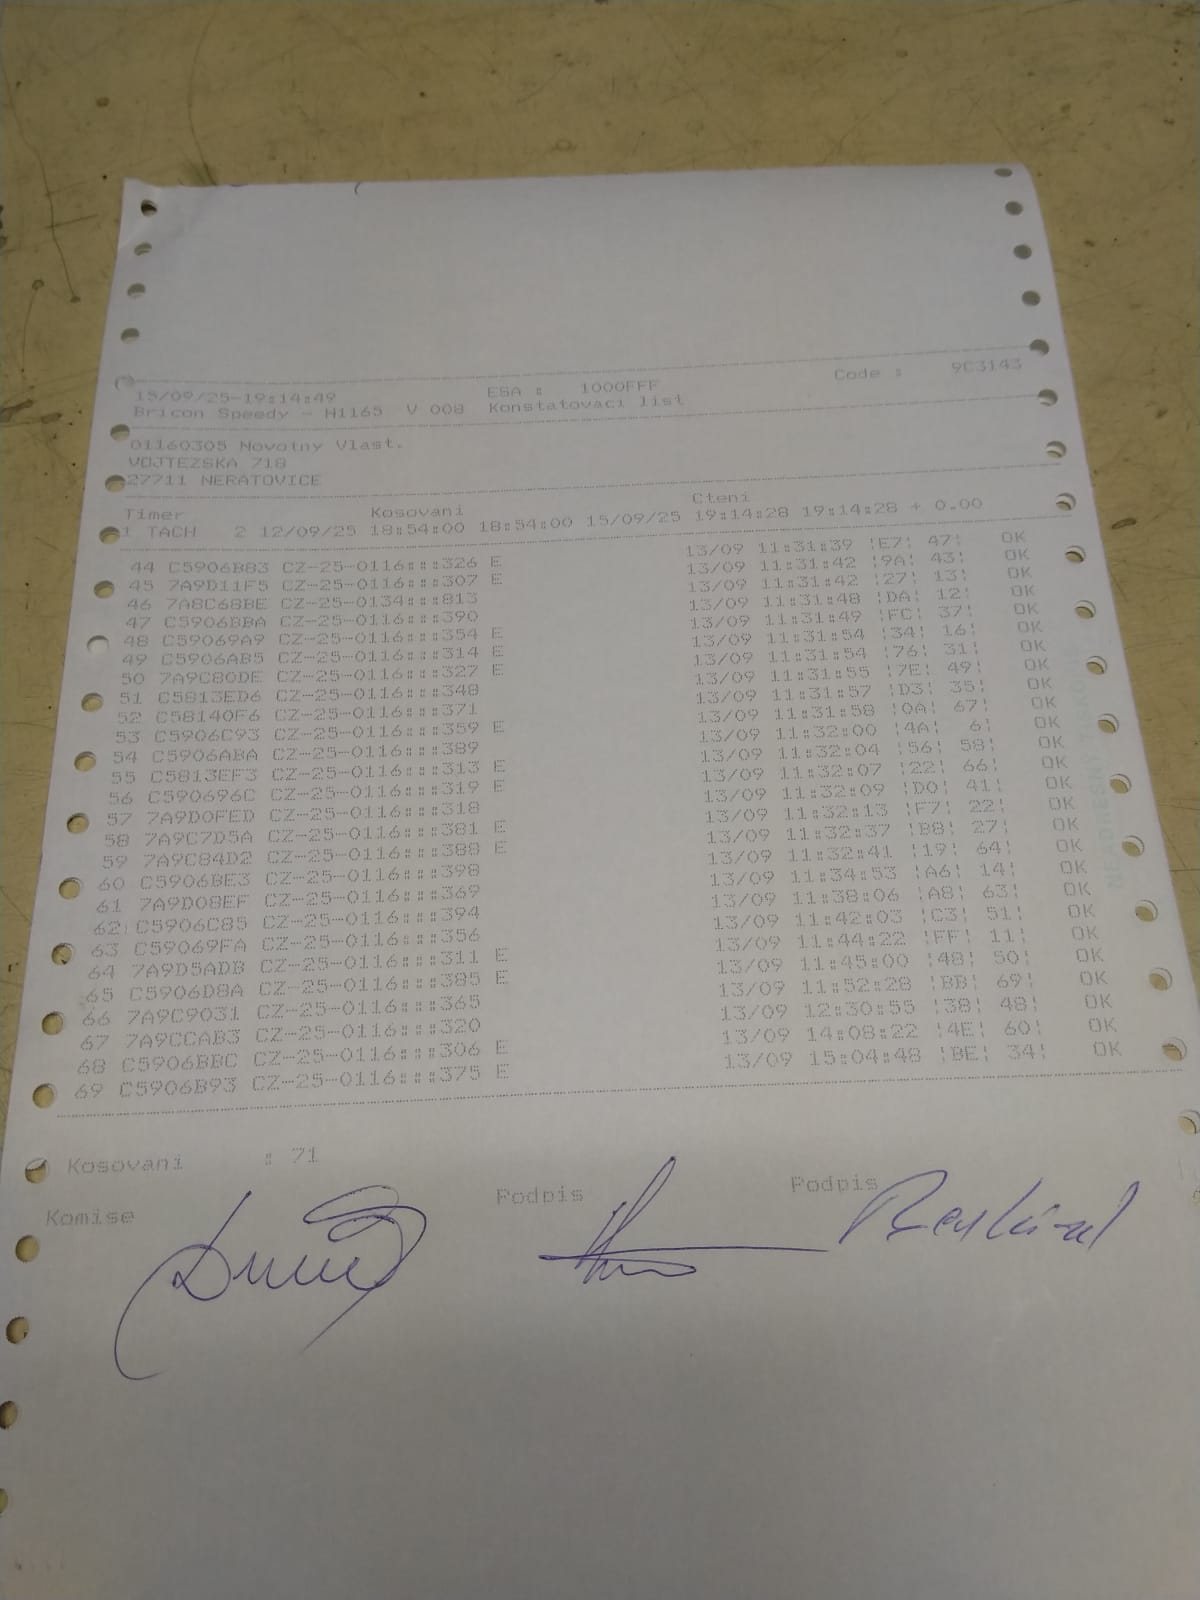 15/09/25-19:14:49 ESA : 1000FFF Code : 9C3143
Bricon Speedy - H1165 V 008 Konstatovaci list
01160305 Novotny Vlast.
VOJTEZSKA 718
27711 NERATOVICE
Timer Kosovani Cteni
1 TACH 2 12/09/25 18:54:00 18:54:00 15/09/25 19:14:28 19:14:28 + 0.00
44 C5906B83 CZ-25-0116:::326 E 13/09 11:31:39 ¦E7¦ 47¦ OK
45 7A9D11F5 CZ-25-0116:::307 E 13/09 11:31:42 ¦9A¦ 43¦ OK
46 7A8C68BE CZ-25-0134:::813 13/09 11:31:42 ¦27¦ 13¦ OK
47 C5906BBA CZ-25-0116:::390 13/09 11:31:48 ¦DA¦ 12¦ OK
48 C59069A9 CZ-25-0116:::354 E 13/09 11:31:49 ¦FC¦ 37¦ OK
49 C5906AB5 CZ-25-0116:::314 E 13/09 11:31:54 ¦34¦ 16¦ OK
50 7A9C80DE CZ-25-0116:::327 E 13/09 11:31:54 ¦76¦ 31¦ OK
51 C5813ED6 CZ-25-0116:::348 13/09 11:31:55 ¦7E¦ 49¦ OK
52 C58140F6 CZ-25-0116:::371 13/09 11:31:57 ¦D3¦ 35¦ OK
53 C5906C93 CZ-25-0116:::359 E 13/09 11:31:58 ¦0A¦ 67¦ OK
54 C5906ABA CZ-25-0116:::389 13/09 11:32:00 ¦4A¦ 6¦ OK
55 C5813EF3 CZ-25-0116:::313 E 13/09 11:32:04 ¦56¦ 58¦ OK
56 C590696C CZ-25-0116:::319 E 13/09 11:32:07 ¦22¦ 66¦ OK
57 7A9D0FED CZ-25-0116:::318 13/09 11:32:09 ¦D0¦ 41¦ OK
58 7A9C7D5A CZ-25-0116:::381 E 13/09 11:32:13 ¦F7¦ 22¦ OK
59 7A9C84D2 CZ-25-0116:::388 E 13/09 11:32:37 ¦B8¦ 27¦ OK
60 C5906BE3 CZ-25-0116:::398 13/09 11:32:41 ¦19¦ 64¦ OK
61 7A9D08EF CZ-25-0116:::369 13/09 11:34:53 ¦A6¦ 14¦ OK
62 C5906C85 CZ-25-0116:::394 13/09 11:38:06 ¦A8¦ 63¦ OK
63 C59069FA CZ-25-0116:::356 13/09 11:42:03 ¦C3¦ 51¦ OK
64 7A9D5ADB CZ-25-0116:::311 E 13/09 11:44:22 ¦FF¦ 11¦ OK
65 C5906D8A CZ-25-0116:::385 E 13/09 11:45:00 ¦48¦ 50¦ OK
66 7A9C9031 CZ-25-0116:::365 13/09 11:52:28 ¦BB¦ 69¦ OK
67 7A9CCAB3 CZ-25-0116:::320 13/09 12:30:55 ¦38¦ 48¦ OK
68 C5906BBC CZ-25-0116:::306 E 13/09 14:08:22 ¦4E¦ 60¦ OK
69 C5906B93 CZ-25-0116:::375 E 13/09 15:04:48 ¦BE¦ 34¦ OK
Kosovani : 71
Komise Podpis Podpis